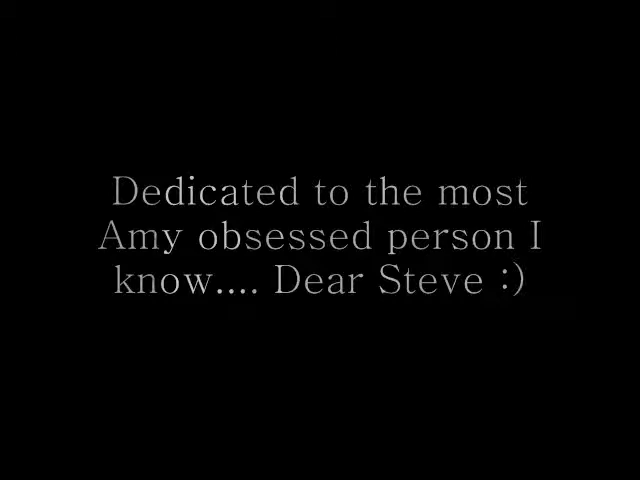 Dedicated to the most
Amy obsessed person I
know.... Dear Steve :)